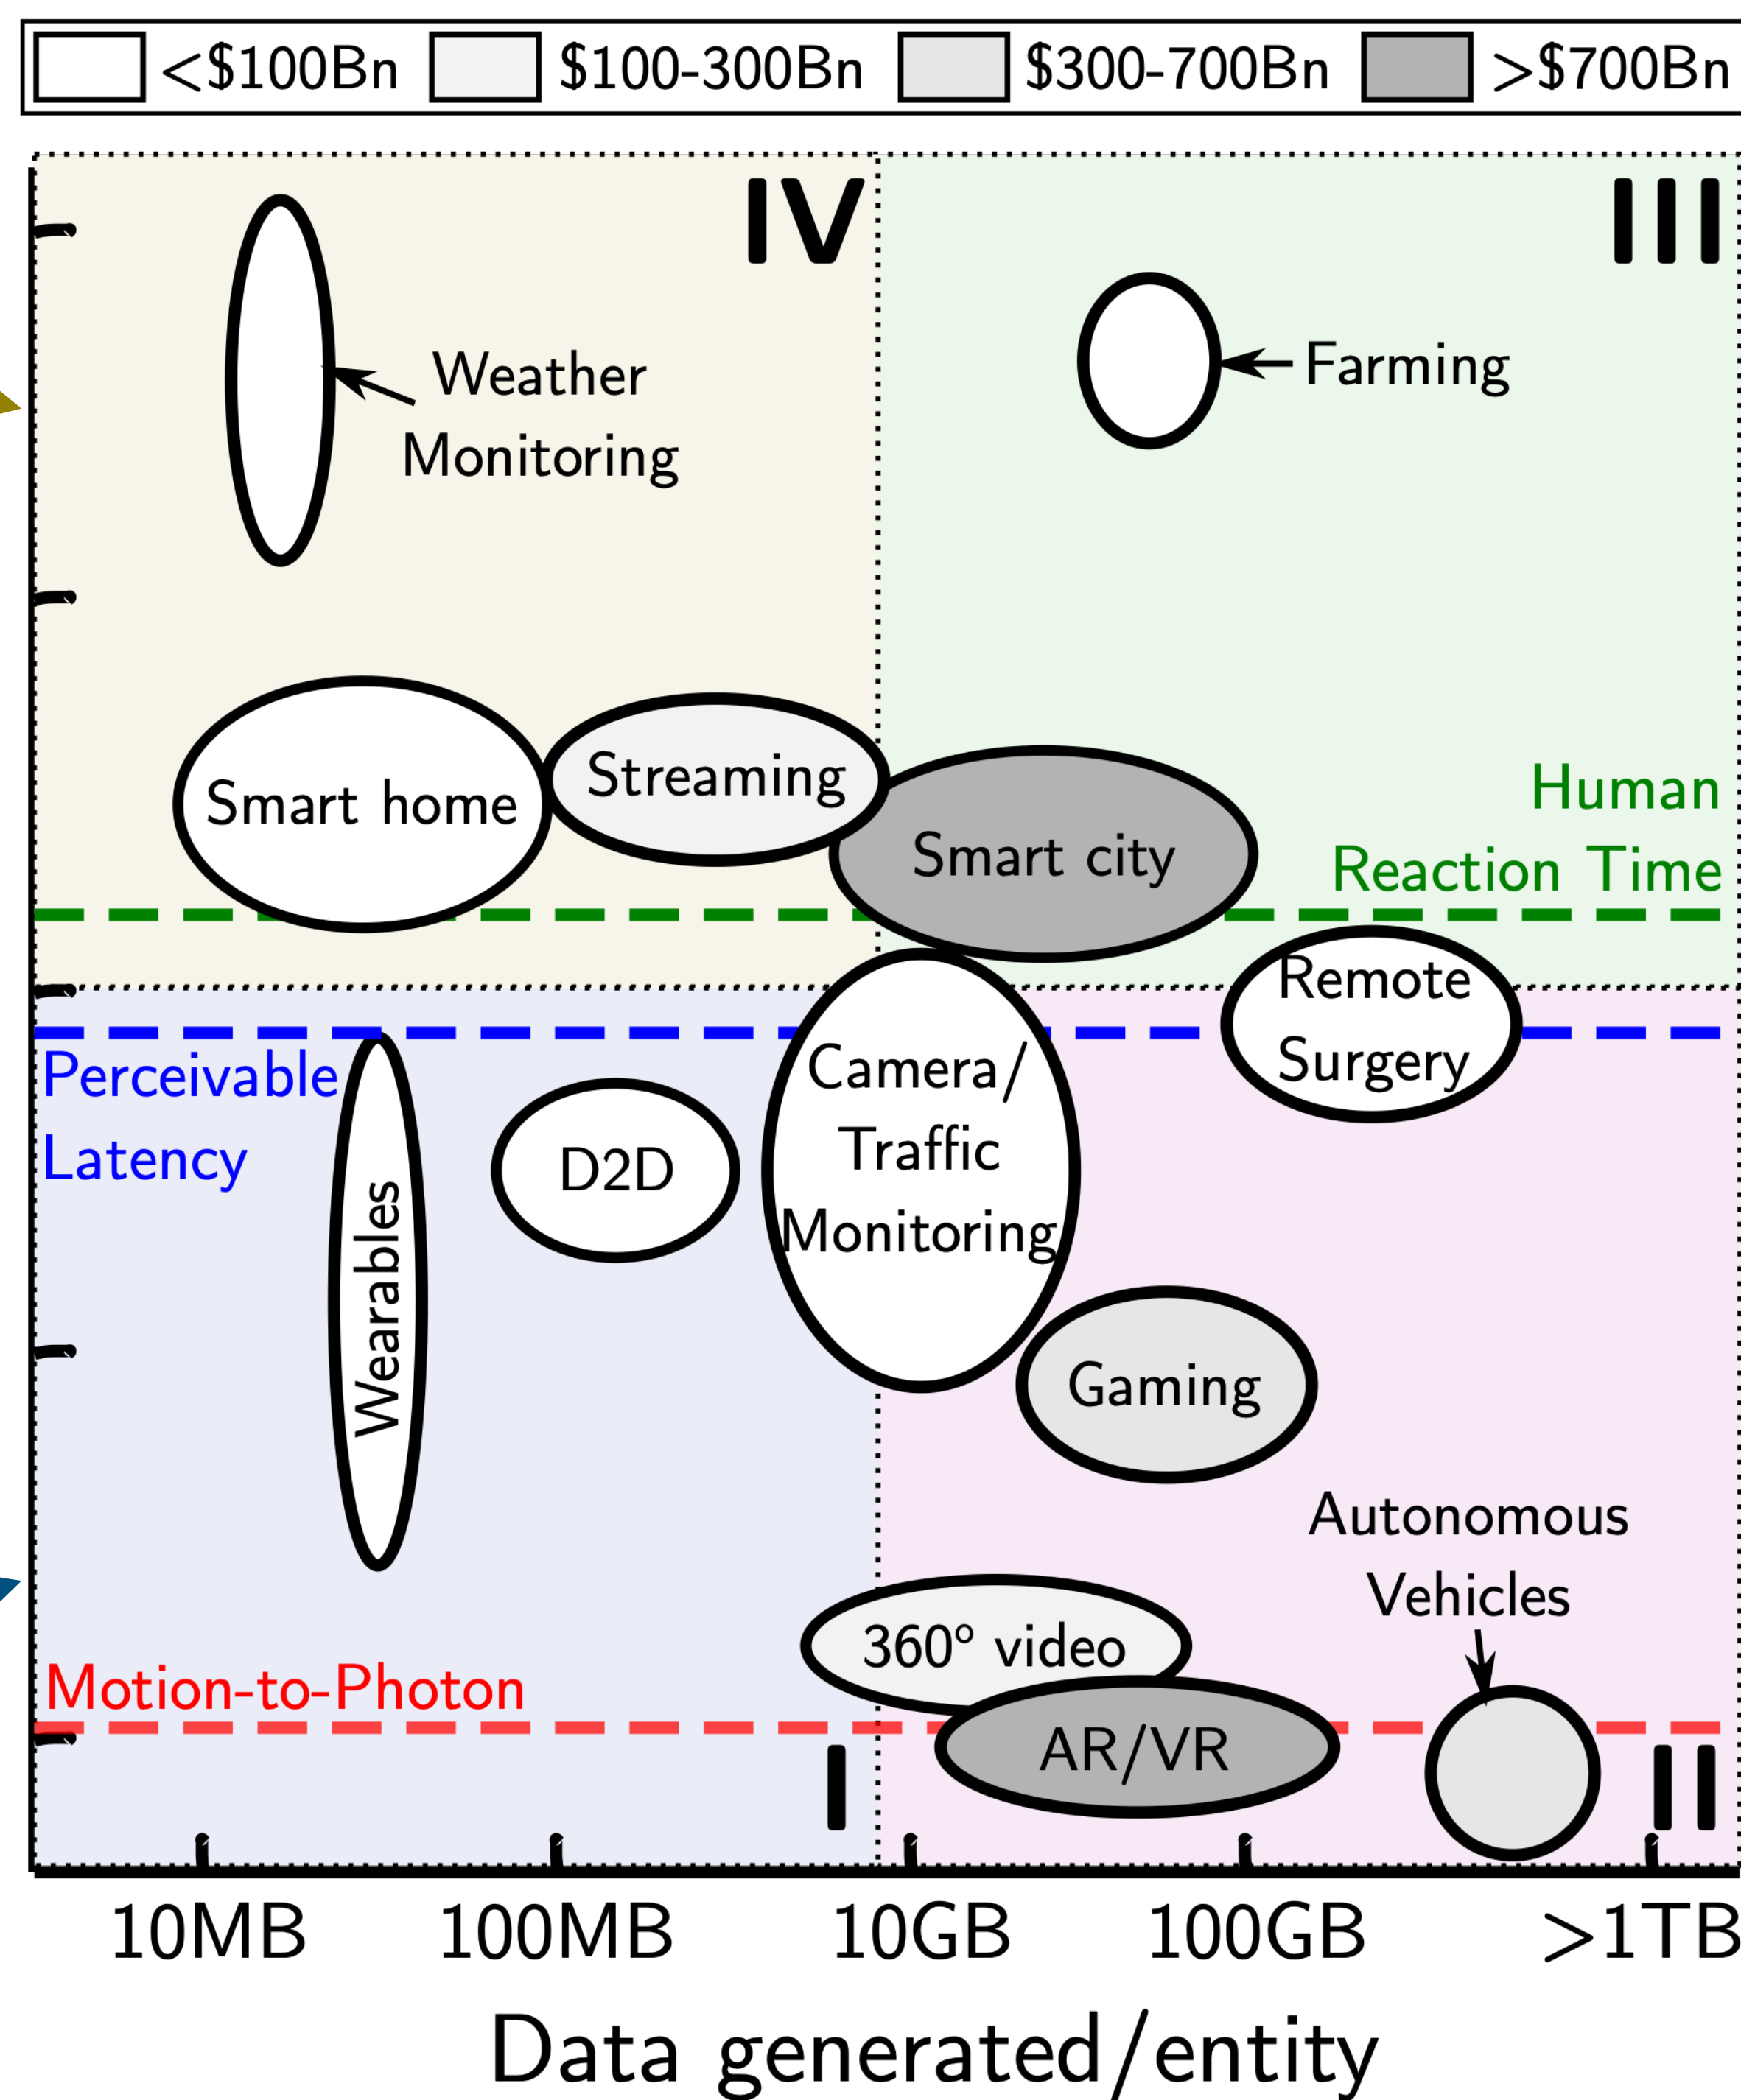 <$100Bn $100-300Bn $300-700Bn >$700Bn
IV
III
Weather
Monitoring
Farming
Smart home
Streaming
Smart city
Human
Reaction Time
Remote
Surgery
Perceivable
Latency
Wearables
D2D
Camera/
Traffic
Monitoring
Gaming
Autonomous
Vehicles
360º video
Motion-to-Photon
AR/VR
I
II
10MB 100MB 10GB 100GB >1TB
Data generated/entity